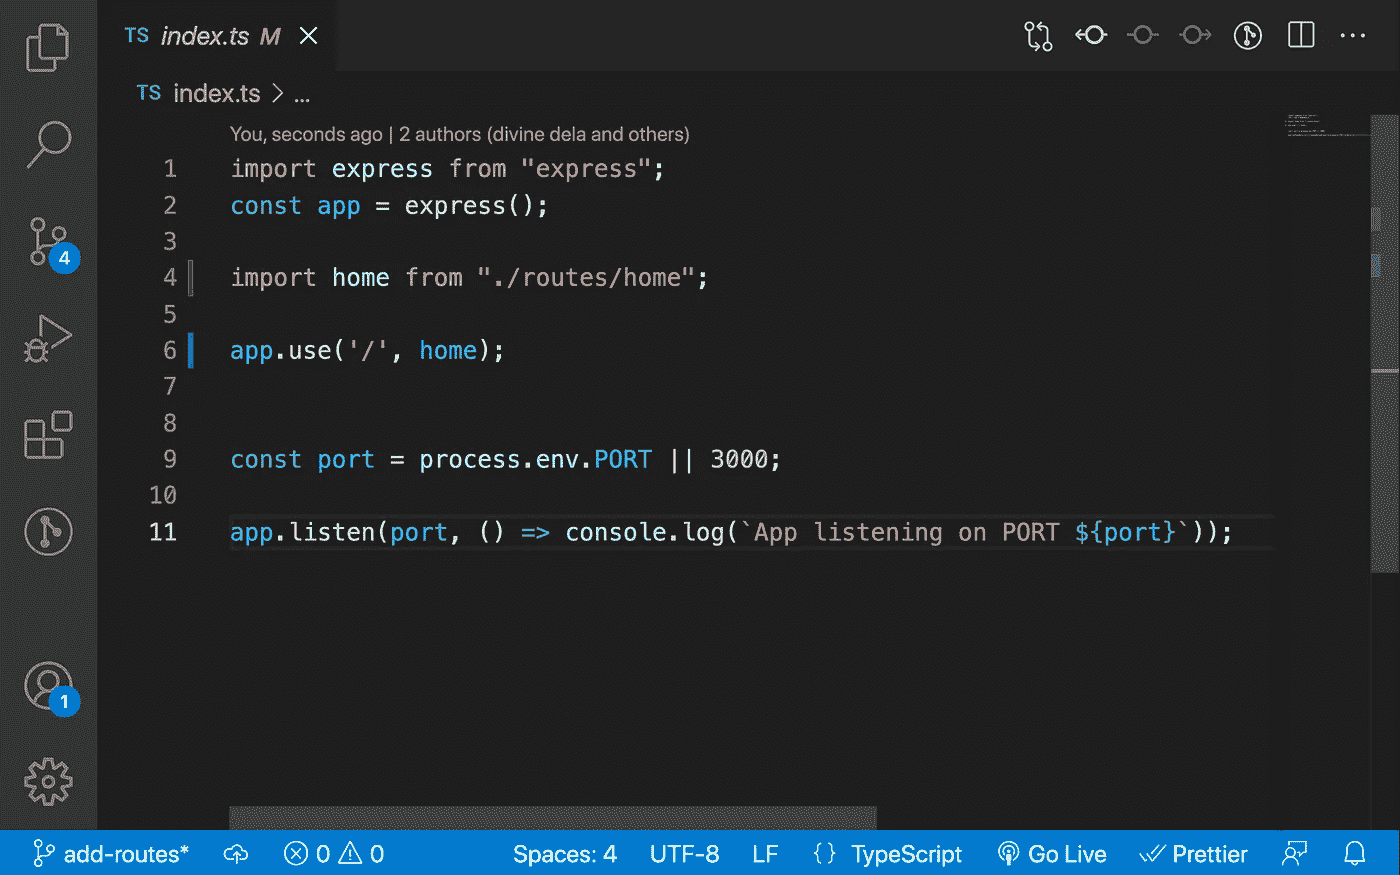 TS index.ts M
TS index.ts > ...
You, seconds ago | 2 authors (divine dela and others)
1 import express from "express";
2 const app = express();
3
4 import home from "./routes/home";
5
6 app.use('/', home);
7
8
9 const port = process.env.PORT || 3000;
10
11 app.listen(port, () => console.log(`App listening on PORT ${port}`));
4
1
add-routes* 0 0 Spaces: 4 UTF-8 LF {} TypeScript Go Live Prettier